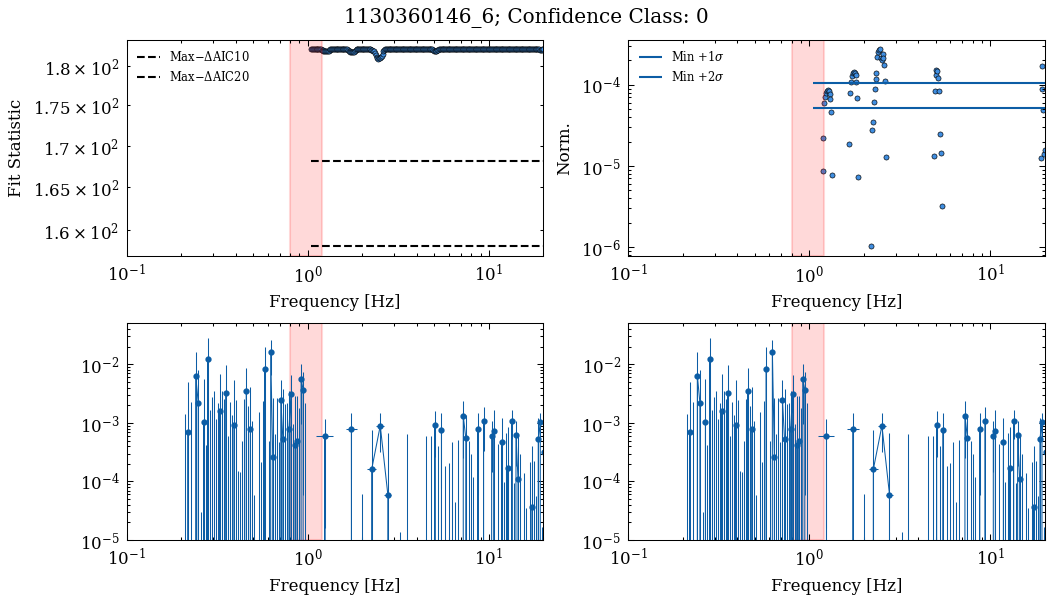 1130360146_6; Confidence Class: 0
Fit Statistic
1.8 × 10²
1.75 × 10²
1.7 × 10²
1.65 × 10²
1.6 × 10²
Max−ΔAIC10
Max−ΔAIC20
10⁻¹ 10⁰ 10¹
Frequency [Hz]
Norm.
10⁻⁴
10⁻⁵
10⁻⁶
Min +1σ
Min +2σ
10⁻¹ 10⁰ 10¹
Frequency [Hz]
10⁻²
10⁻³
10⁻⁴
10⁻⁵
10⁻¹ 10⁰ 10¹
Frequency [Hz]
10⁻²
10⁻³
10⁻⁴
10⁻⁵
10⁻¹ 10⁰ 10¹
Frequency [Hz]